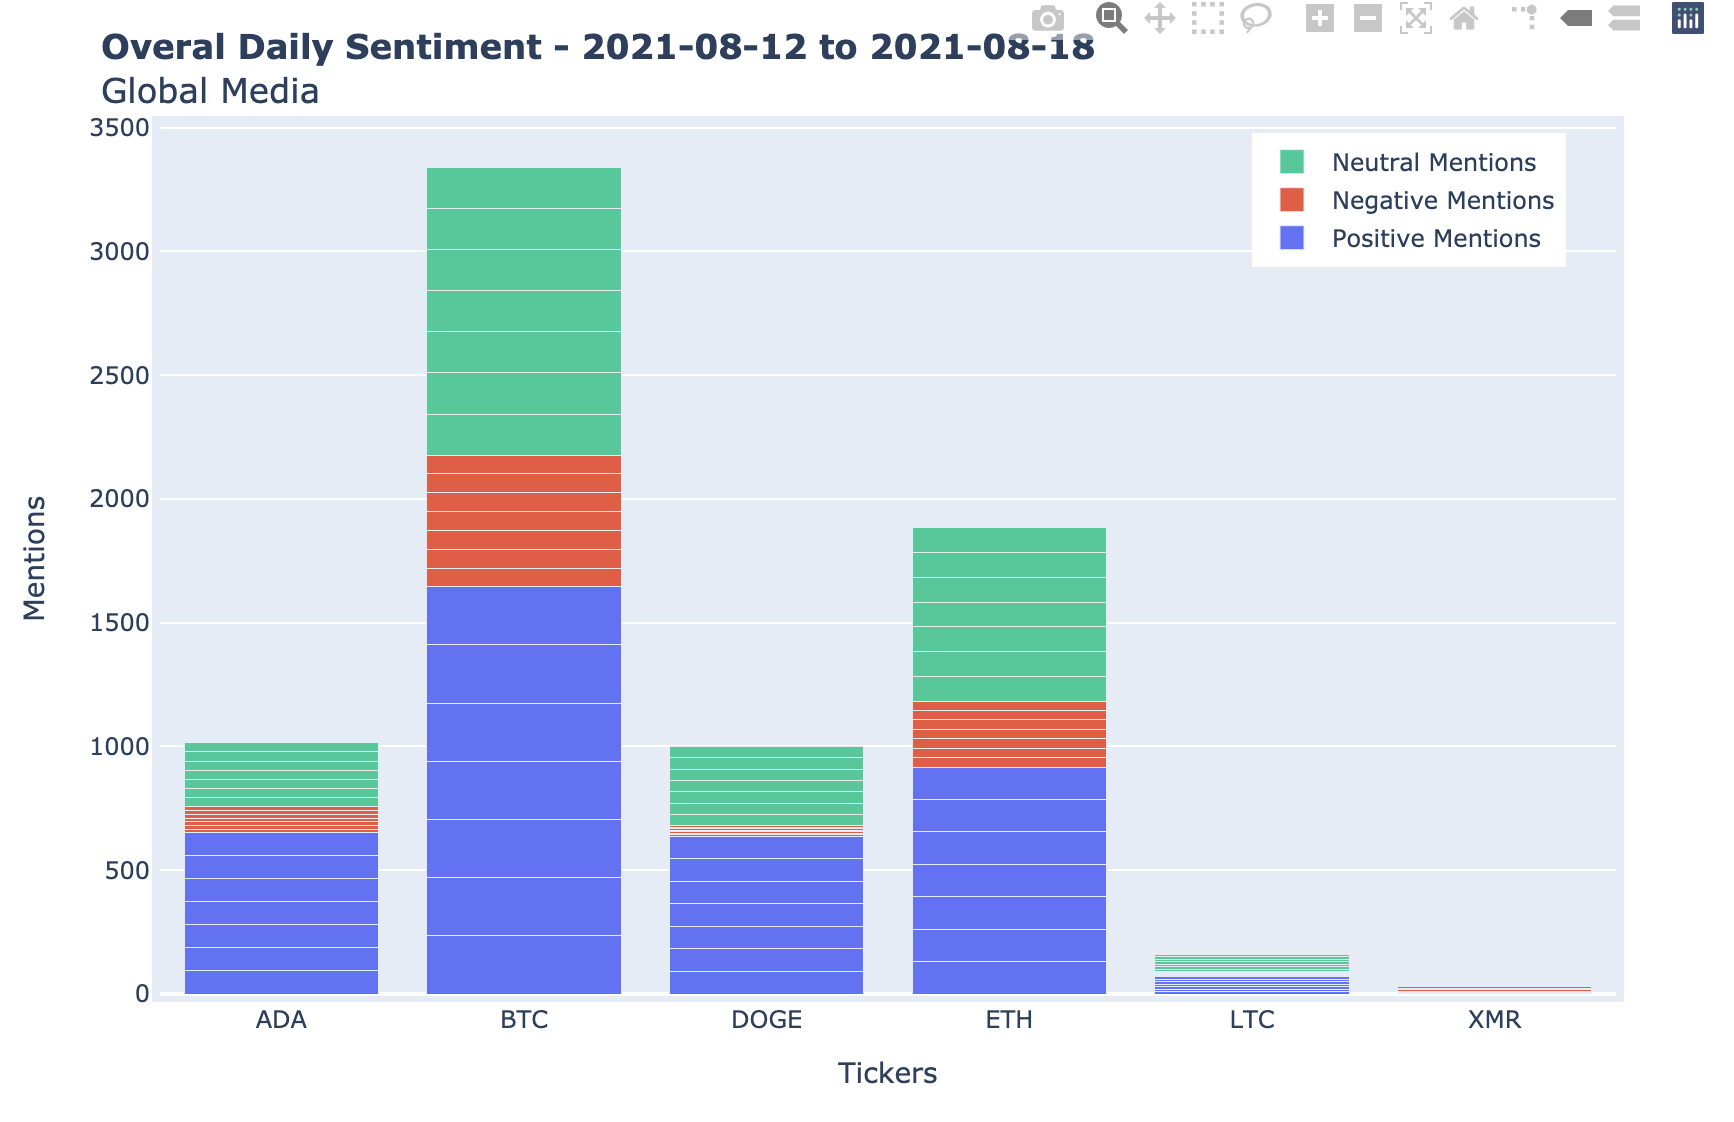 Overal Daily Sentiment - 2021-08-12 to 2021-08-18
Global Media
3500
3000
2500
2000
1500
1000
500
0
Mentions
Neutral Mentions
Negative Mentions
Positive Mentions
ADA
BTC
DOGE
ETH
LTC
XMR
Tickers